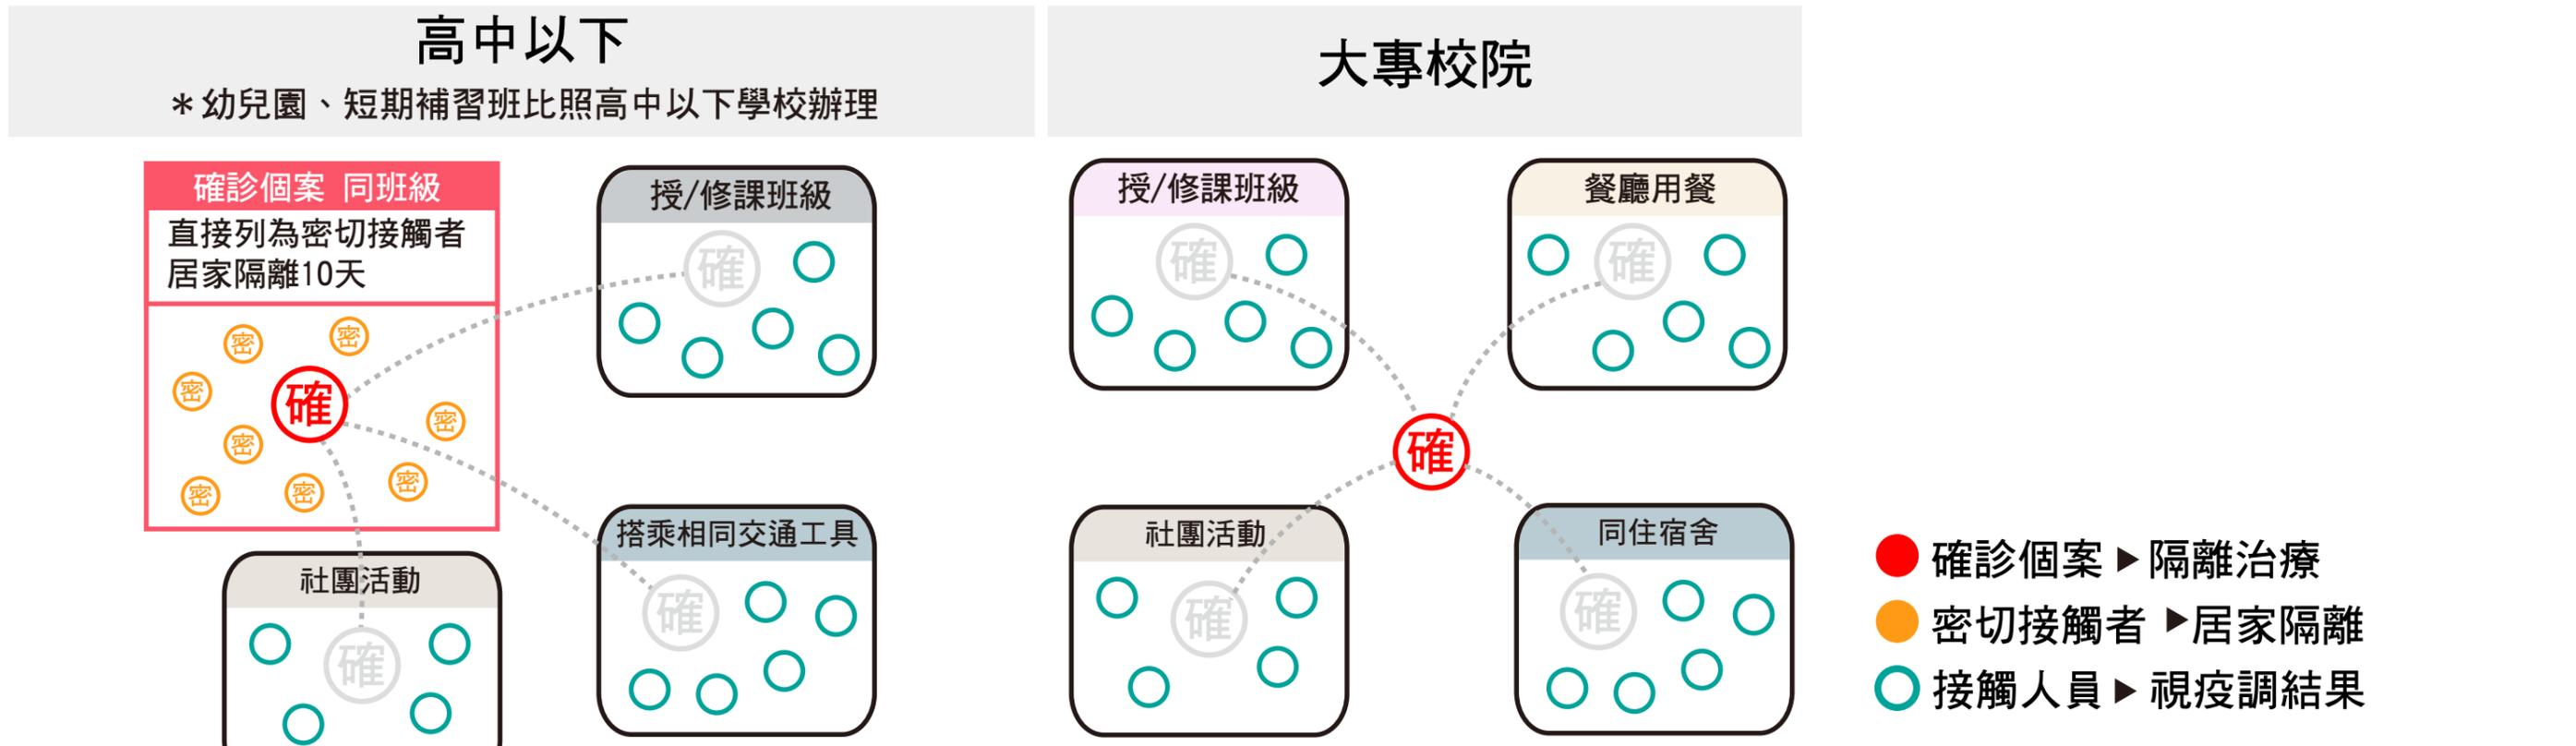 高中以下
＊幼兒園、短期補習班比照高中以下學校辦理
確診個案 同班級
直接列為密切接觸者
居家隔離10天
密
密
密
確
密
密
密
密
密
授/修課班級
確
社團活動
確
搭乘相同交通工具
確
大專校院
授/修課班級
確
餐廳用餐
確
確
社團活動
確
同住宿舍
確
確診個案▶隔離治療
密切接觸者 ▶居家隔離
接觸人員▶視疫調結果